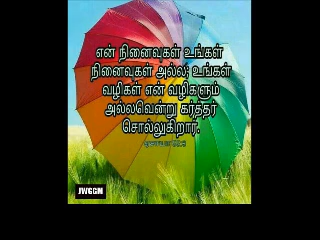 என் நினைவுகள் உங்கள்
நினைவுகள் அல்ல; உங்கள்
வழிகள் என் வழிகளும்
அல்லவென்று கர்த்தர்
சொல்லுகிறார்.
JWGGM